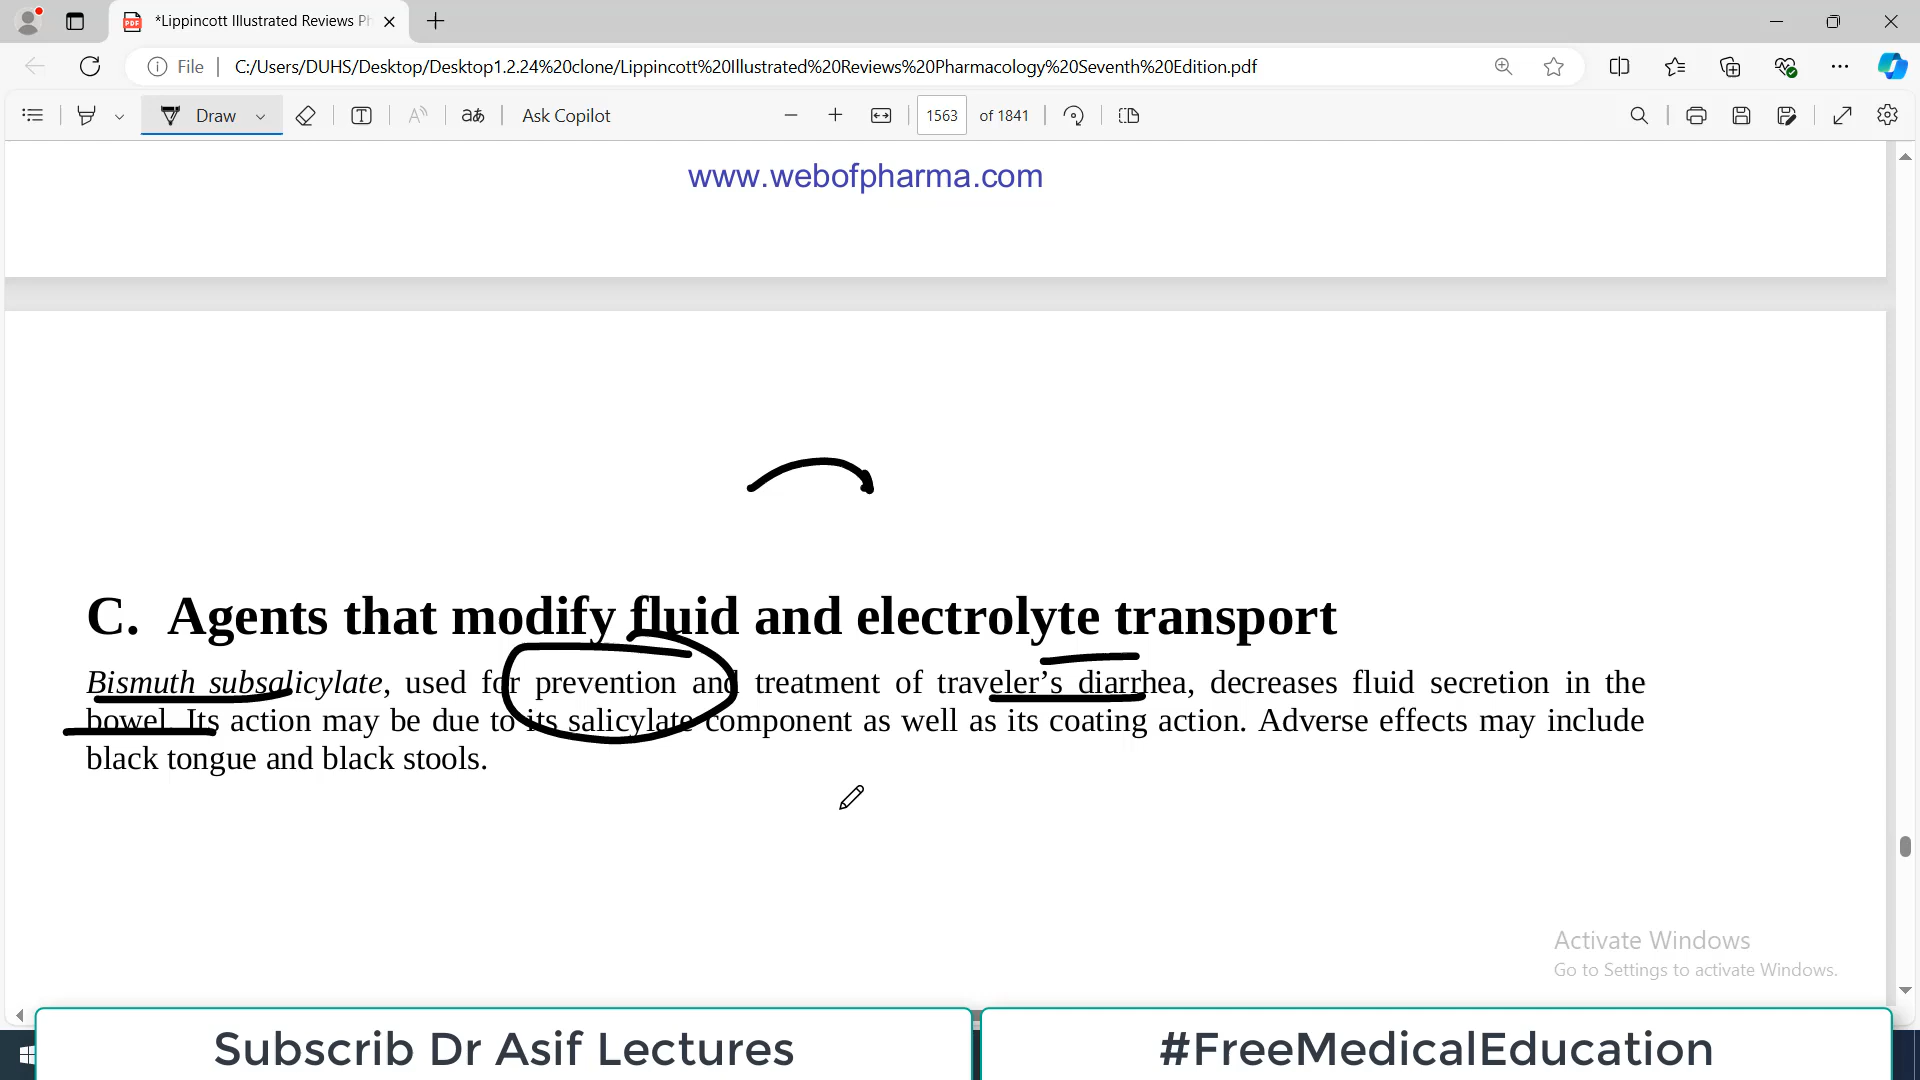 *Lippincott Illustrated Reviews Ph
File
C:/Users/DUHS/Desktop/Desktop1.2.24%20clone/Lippincott%20Illustrated%20Reviews%20Pharmacology%20Seventh%20Edition.pdf
Draw
Ask Copilot
1563 of 1841
www.webofpharma.com
C. Agents that modify fluid and electrolyte transport
Bismuth subsalicylate, used for prevention and treatment of traveler's diarrhea, decreases fluid secretion in the
bowel. Its action may be due to its salicylate component as well as its coating action. Adverse effects may include
black tongue and black stools.
Activate Windows
Go to Settings to activate Windows.
Subscrib Dr Asif Lectures
#FreeMedicalEducation